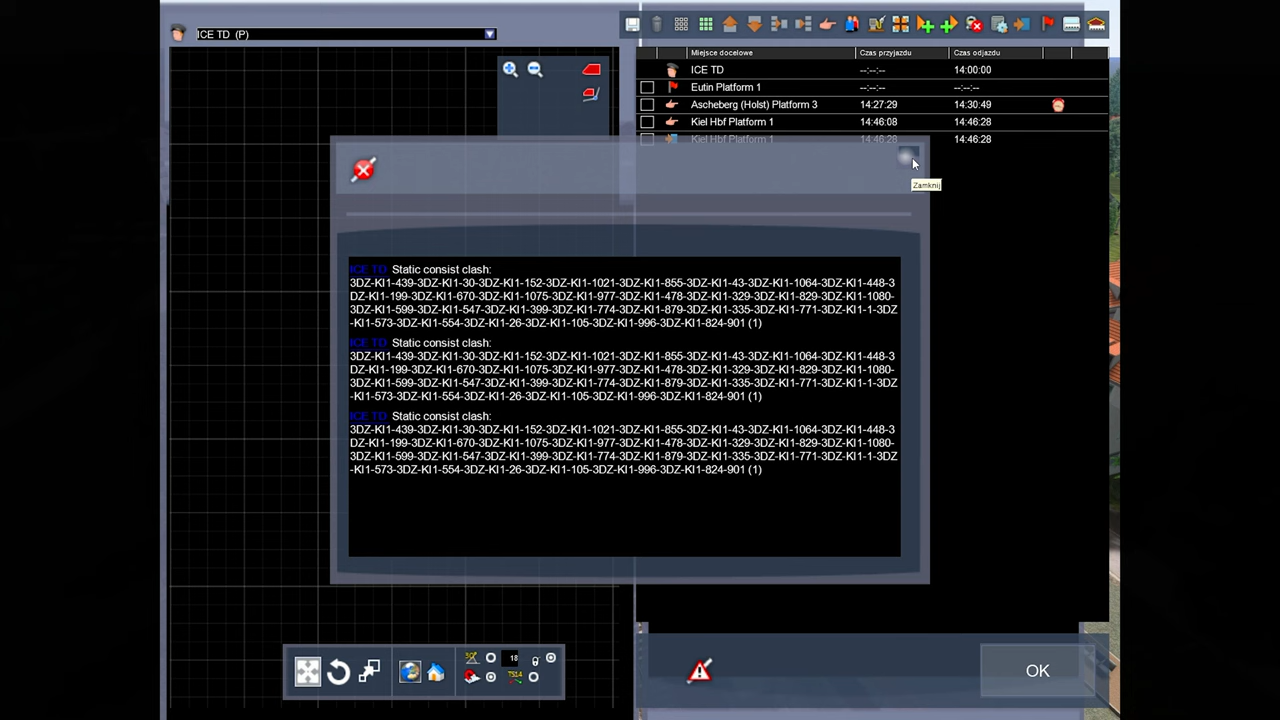 ICE TD (P)
Miejsce docelowe Czas przyjazdu Czas odjazdu
ICE TD --:--:-- 14:00:00
Eutin Platform 1 --:--:-- --:--:--
Ascheberg (Holst) Platform 3 14:27:29 14:30:49
Kiel Hbf Platform 1 14:46:08 14:46:28
Kiel Hbf Platform 1 14:46:28 14:46:28
Zamknij
ICE TD Static consist clash:
3DZ-KI1-439-3DZ-KI1-30-3DZ-KI1-152-3DZ-KI1-1021-3DZ-KI1-855-3DZ-KI1-43-3DZ-KI1-1064-3DZ-KI1-448-3
DZ-KI1-199-3DZ-KI1-670-3DZ-KI1-1075-3DZ-KI1-977-3DZ-KI1-478-3DZ-KI1-329-3DZ-KI1-829-3DZ-KI1-1080-
3DZ-KI1-599-3DZ-KI1-547-3DZ-KI1-399-3DZ-KI1-774-3DZ-KI1-879-3DZ-KI1-335-3DZ-KI1-771-3DZ-KI1-1-3DZ
-KI1-573-3DZ-KI1-554-3DZ-KI1-26-3DZ-KI1-105-3DZ-KI1-996-3DZ-KI1-824-901 (1)
ICE TD Static consist clash:
3DZ-KI1-439-3DZ-KI1-30-3DZ-KI1-152-3DZ-KI1-1021-3DZ-KI1-855-3DZ-KI1-43-3DZ-KI1-1064-3DZ-KI1-448-3
DZ-KI1-199-3DZ-KI1-670-3DZ-KI1-1075-3DZ-KI1-977-3DZ-KI1-478-3DZ-KI1-329-3DZ-KI1-829-3DZ-KI1-1080-
3DZ-KI1-599-3DZ-KI1-547-3DZ-KI1-399-3DZ-KI1-774-3DZ-KI1-879-3DZ-KI1-335-3DZ-KI1-771-3DZ-KI1-1-3DZ
-KI1-573-3DZ-KI1-554-3DZ-KI1-26-3DZ-KI1-105-3DZ-KI1-996-3DZ-KI1-824-901 (1)
ICE TD Static consist clash:
3DZ-KI1-439-3DZ-KI1-30-3DZ-KI1-152-3DZ-KI1-1021-3DZ-KI1-855-3DZ-KI1-43-3DZ-KI1-1064-3DZ-KI1-448-3
DZ-KI1-199-3DZ-KI1-670-3DZ-KI1-1075-3DZ-KI1-977-3DZ-KI1-478-3DZ-KI1-329-3DZ-KI1-829-3DZ-KI1-1080-
3DZ-KI1-599-3DZ-KI1-547-3DZ-KI1-399-3DZ-KI1-774-3DZ-KI1-879-3DZ-KI1-335-3DZ-KI1-771-3DZ-KI1-1-3DZ
-KI1-573-3DZ-KI1-554-3DZ-KI1-26-3DZ-KI1-105-3DZ-KI1-996-3DZ-KI1-824-901 (1)
30° 18
TS14
OK